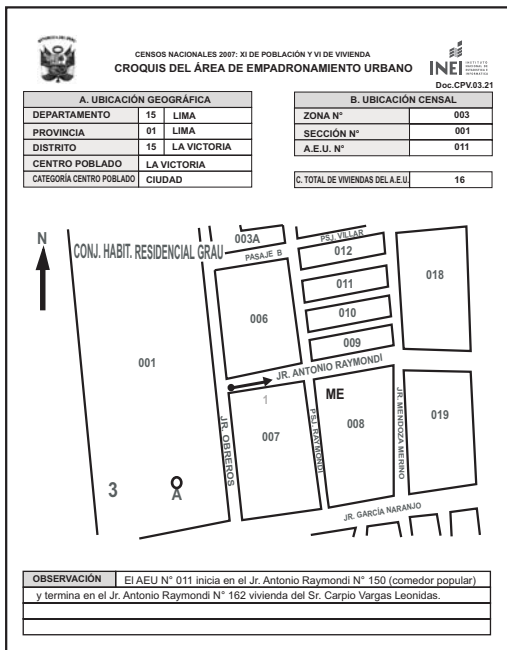 CENSOS NACIONALES 2007: XI DE POBLACIÓN Y VI DE VIVIENDA
CROQUIS DEL ÁREA DE EMPADRONAMIENTO URBANO
INEI
INSTITUTO NACIONAL DE ESTADÍSTICA E INFORMÁTICA
Doc.CPV.03.21
A. UBICACIÓN GEOGRÁFICA
DEPARTAMENTO 15 LIMA
PROVINCIA 01 LIMA
DISTRITO 15 LA VICTORIA
CENTRO POBLADO LA VICTORIA
CATEGORÍA CENTRO POBLADO CIUDAD
B. UBICACIÓN CENSAL
ZONA N° 003
SECCIÓN N° 001
A.E.U. N° 011
C. TOTAL DE VIVIENDAS DEL A.E.U. 16
N
CONJ. HABIT. RESIDENCIAL GRAU
003A
PASAJE B
PSJ. VILLAR
012
011
010
009
018
006
001
JR. ANTONIO RAYMONDI
1
ME
007
008
019
JR. OBREROS
PSJ. RAYMONDI
JR. MENDOZA MERINO
3
A
JR. GARCÍA NARANJO
OBSERVACIÓN El AEU N° 011 inicia en el Jr. Antonio Raymondi N° 150 (comedor popular)
y termina en el Jr. Antonio Raymondi N° 162 vivienda del Sr. Carpio Vargas Leonidas.